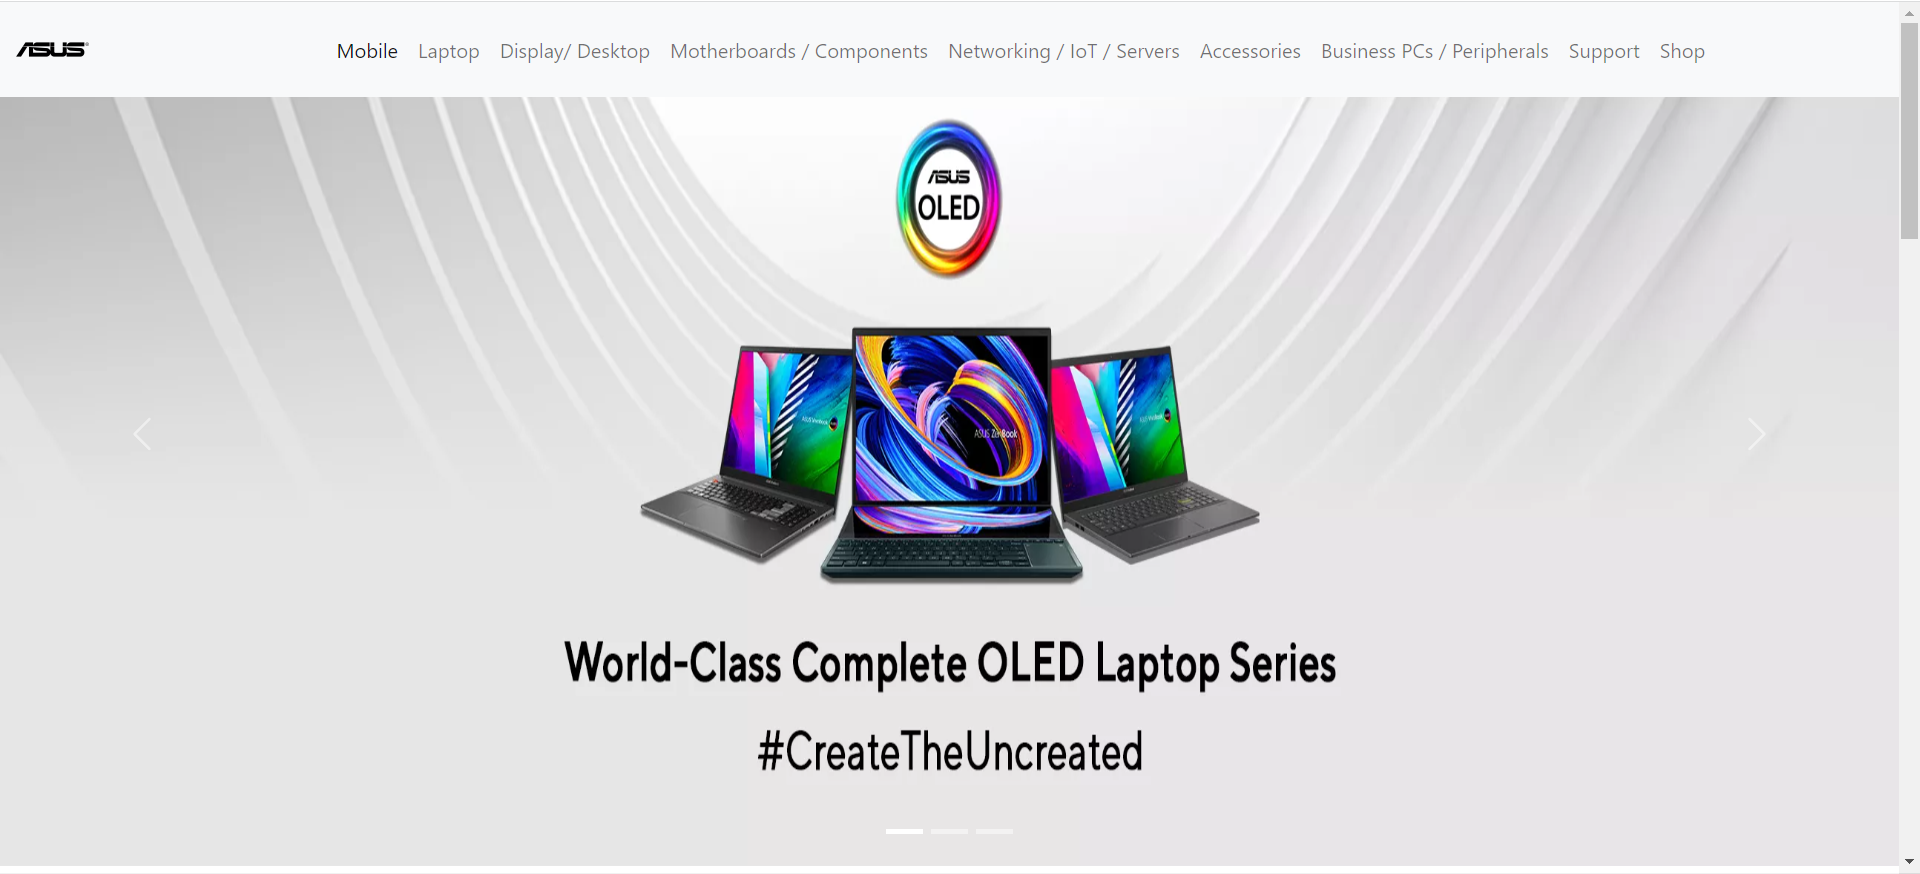 ASUS
Mobile Laptop Display/ Desktop Motherboards / Components Networking / IoT / Servers Accessories Business PCs / Peripherals Support Shop
ASUS
OLED
ASUS ZenBook
World-Class Complete OLED Laptop Series
#CreateTheUncreated